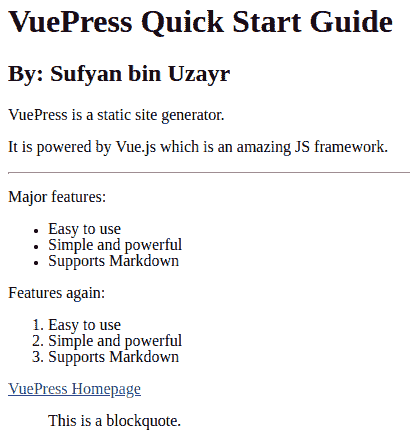 VuePress Quick Start Guide
By: Sufyan bin Uzayr
VuePress is a static site generator.
It is powered by Vue.js which is an amazing JS framework.
Major features:
• Easy to use
• Simple and powerful
• Supports Markdown
Features again:
1. Easy to use
2. Simple and powerful
3. Supports Markdown
VuePress Homepage
This is a blockquote.